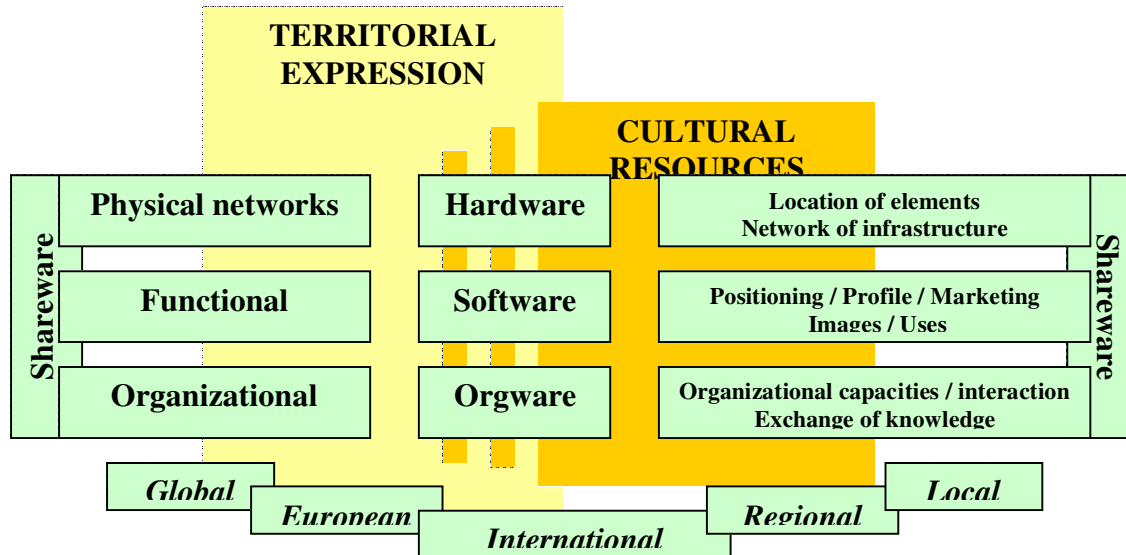 TERRITORIAL
EXPRESSION
CULTURAL
RESOURCES
Shareware
Physical networks
Hardware
Location of elements
Network of infrastructure
Shareware
Functional
Software
Positioning / Profile / Marketing
Images / Uses
Organizational
Orgware
Organizational capacities / interaction
Exchange of knowledge
Global
European
International
Regional
Local